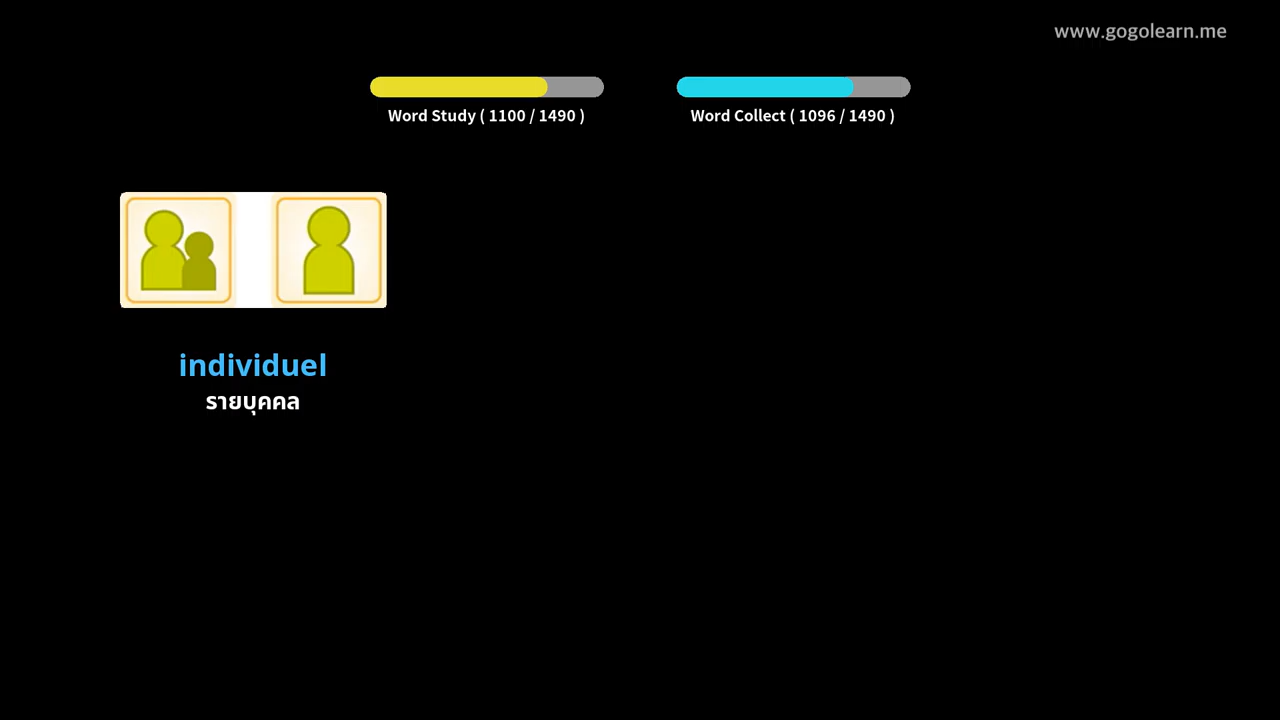 www.gogolearn.me
Word Study ( 1100 / 1490 )
Word Collect ( 1096 / 1490 )
individuel
รายบุคคล